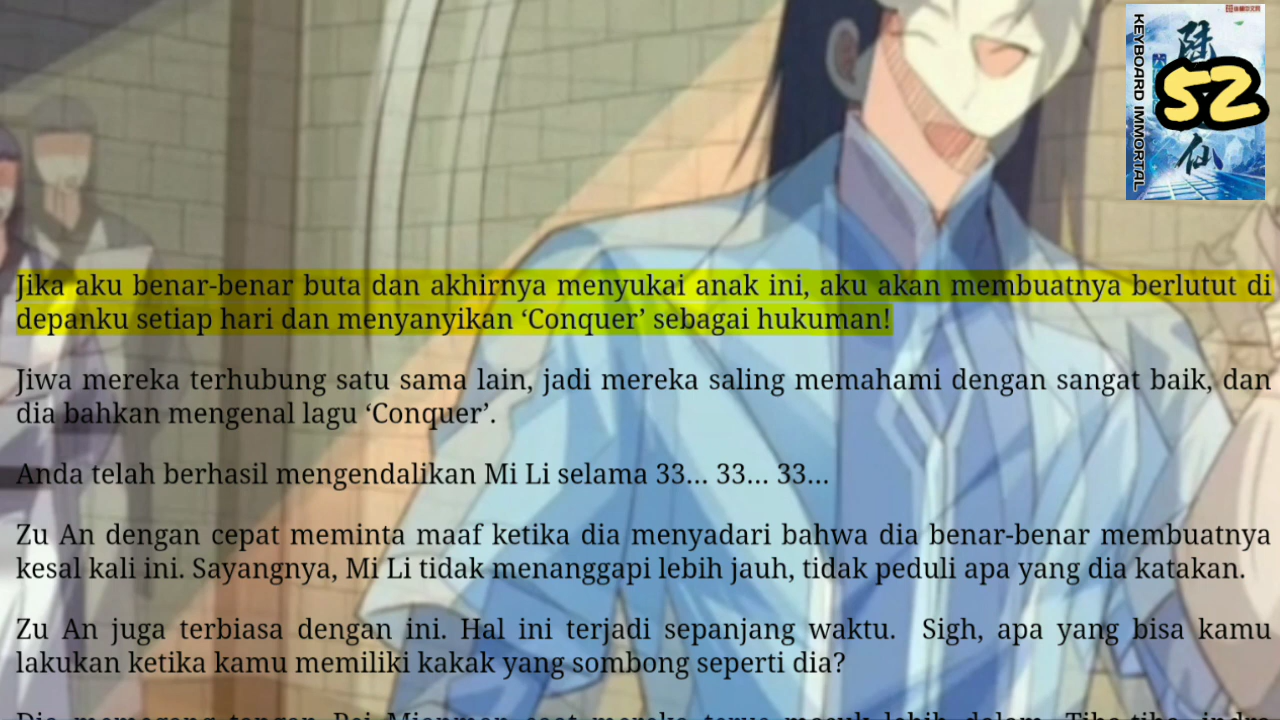 KEYBOARD IMMORTAL
陆
仙
52
Jika aku benar-benar buta dan akhirnya menyukai anak ini, aku akan membuatnya berlutut di
depanku setiap hari dan menyanyikan ‘Conquer’ sebagai hukuman!
Jiwa mereka terhubung satu sama lain, jadi mereka saling memahami dengan sangat baik, dan
dia bahkan mengenal lagu ‘Conquer’.
Anda telah berhasil mengendalikan Mi Li selama 33… 33… 33…
Zu An dengan cepat meminta maaf ketika dia menyadari bahwa dia benar-benar membuatnya
kesal kali ini. Sayangnya, Mi Li tidak menanggapi lebih jauh, tidak peduli apa yang dia katakan.
Zu An juga terbiasa dengan ini. Hal ini terjadi sepanjang waktu. Sigh, apa yang bisa kamu
lakukan ketika kamu memiliki kakak yang sombong seperti dia?